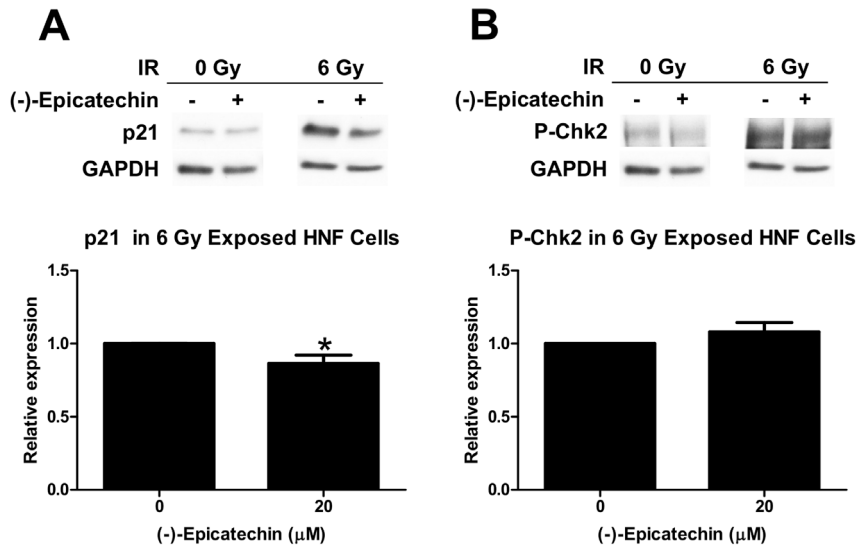 A
IR 0 Gy 6 Gy
(-)-Epicatechin - + - +
p21
GAPDH
p21 in 6 Gy Exposed HNF Cells
Relative expression
1.5
1.0
0.5
0.0
*
0 20
(-)-Epicatechin (μM)
B
IR 0 Gy 6 Gy
(-)-Epicatechin - + - +
P-Chk2
GAPDH
P-Chk2 in 6 Gy Exposed HNF Cells
Relative expression
1.5
1.0
0.5
0.0
0 20
(-)-Epicatechin (μM)